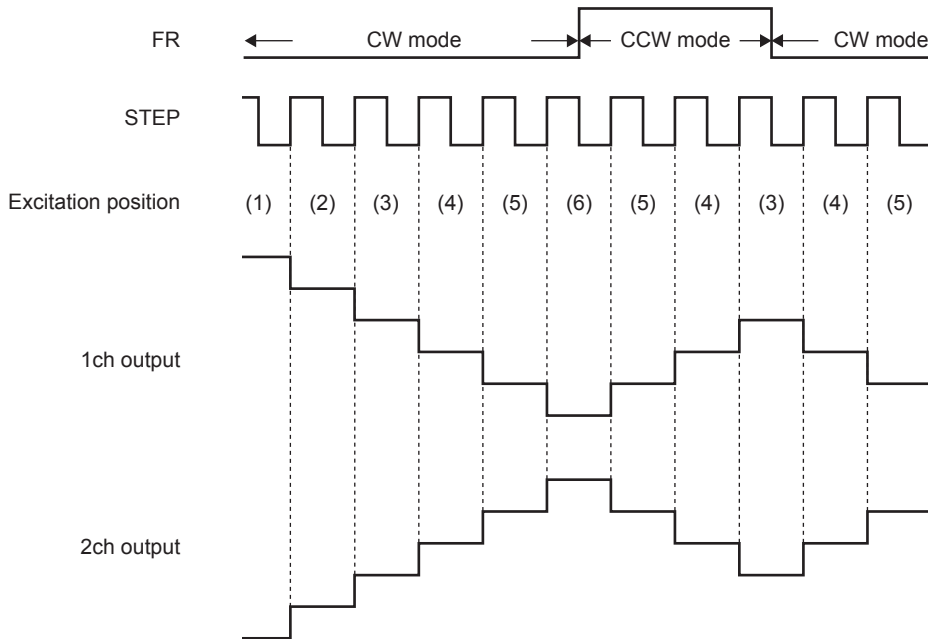 FR
CW mode
CCW mode
CW mode
STEP
Excitation position
(1) (2) (3) (4) (5) (6) (5) (4) (3) (4) (5)
1ch output
2ch output